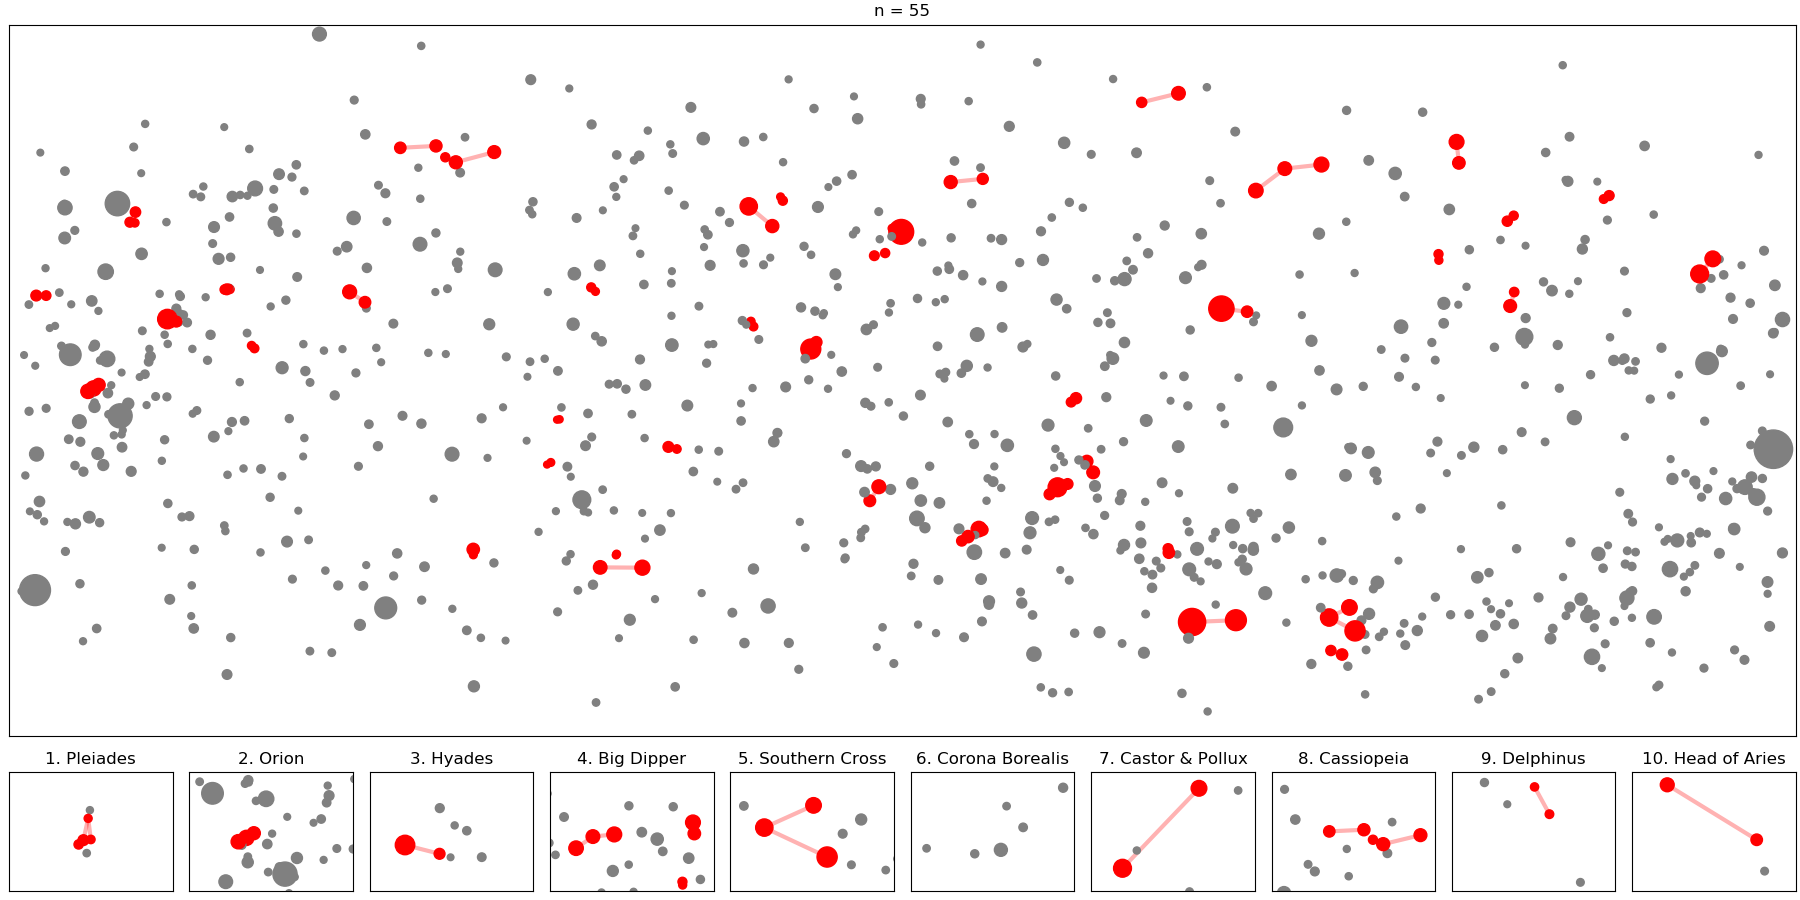 n = 55
1. Pleiades
2. Orion
3. Hyades
4. Big Dipper
5. Southern Cross
6. Corona Borealis
7. Castor & Pollux
8. Cassiopeia
9. Delphinus
10. Head of Aries